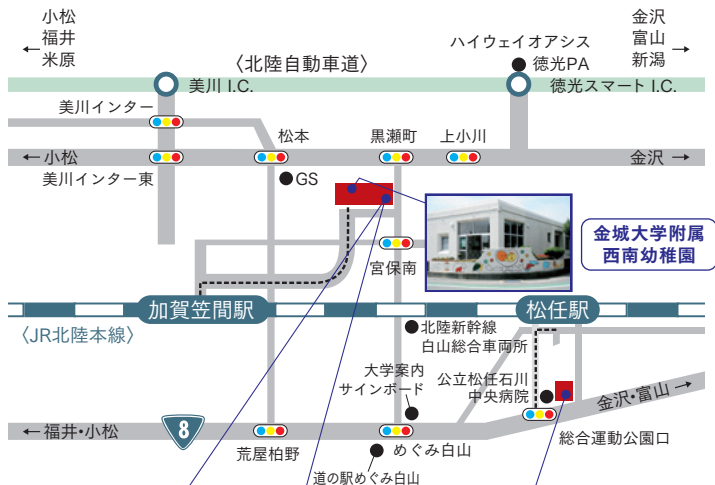 小松
福井
米原
←
金沢
富山
新潟
→
〈北陸自動車道〉
ハイウェイオアシス
徳光PA
美川 I.C.
徳光スマート I.C.
美川インター
松本
黒瀬町
上小川
←小松
金沢→
美川インター東
GS
金城大学附属
西南幼稚園
宮保南
加賀笠間駅
松任駅
〈JR北陸本線〉
北陸新幹線
白山総合車両所
大学案内
サインボード
公立松任石川
中央病院
金沢・富山→
8
←福井・小松
荒屋柏野
めぐみ白山
総合運動公園口
道の駅めぐみ白山